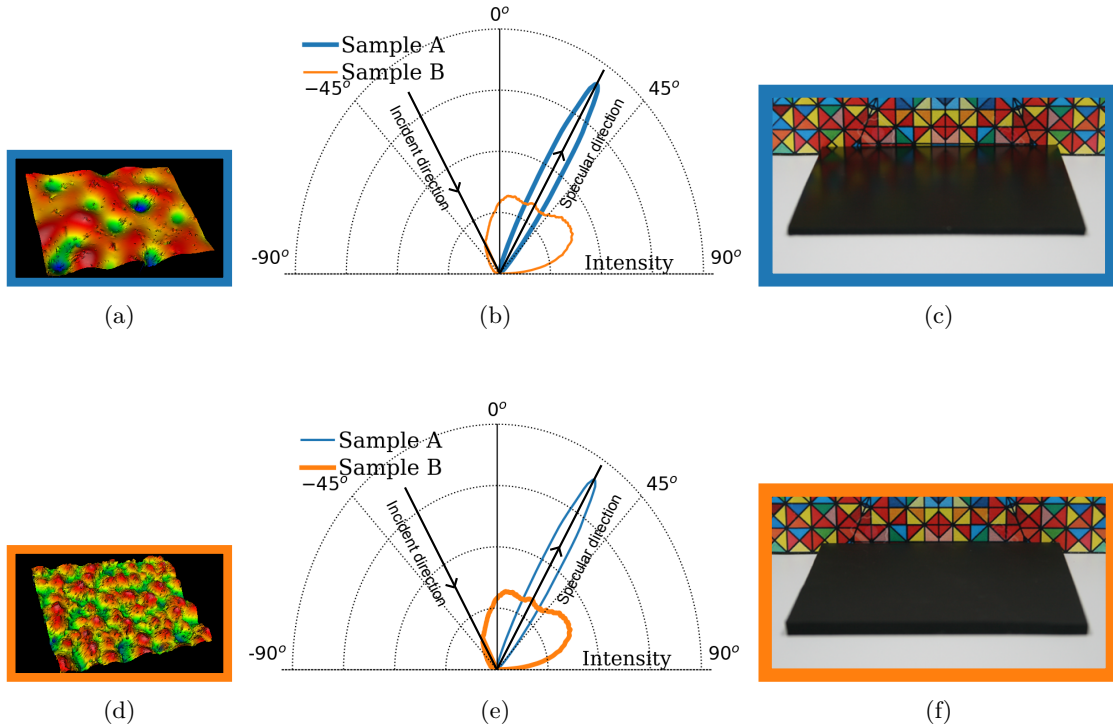 0°
Sample A
Sample B
−45°
45°
Incident direction
Specular direction
-90°
Intensity
90°
(a)
(b)
(c)
0°
Sample A
Sample B
−45°
45°
Incident direction
Specular direction
-90°
Intensity
90°
(d)
(e)
(f)